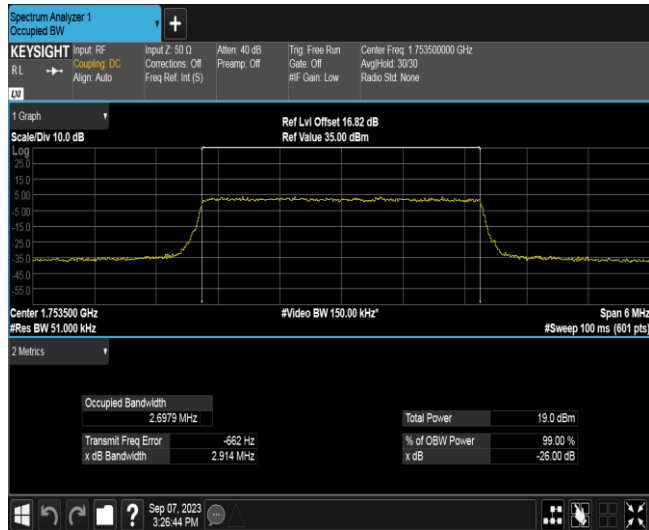 Spectrum Analyzer 1
Occupied BW
KEYSIGHT Input: RF Input Z: 50 Ω Atten: 40 dB Trig: Free Run Center Freq: 1.753500000 GHz
RL Coupling: DC Corrections: Off Preamp: Off Gate: Off Avg|Hold: 30/30
Align: Auto Freq Ref: Int (S) #IF Gain: Low Radio Std: None
LXI
1 Graph Ref Lvl Offset 16.82 dB
Scale/Div 10.0 dB Ref Value 35.00 dBm
Log
25.0
15.0
5.00
-5.00
-15.0
-25.0
-35.0
-45.0
-55.0
Center 1.753500 GHz #Video BW 150.00 kHz* Span 6 MHz
#Res BW 51.000 kHz #Sweep 100 ms (601 pts)
2 Metrics
Occupied Bandwidth
2.6979 MHz Total Power 19.0 dBm
Transmit Freq Error -662 Hz % of OBW Power 99.00 %
x dB Bandwidth 2.914 MHz x dB -26.00 dB
? Sep 07, 2023
3:26:44 PM